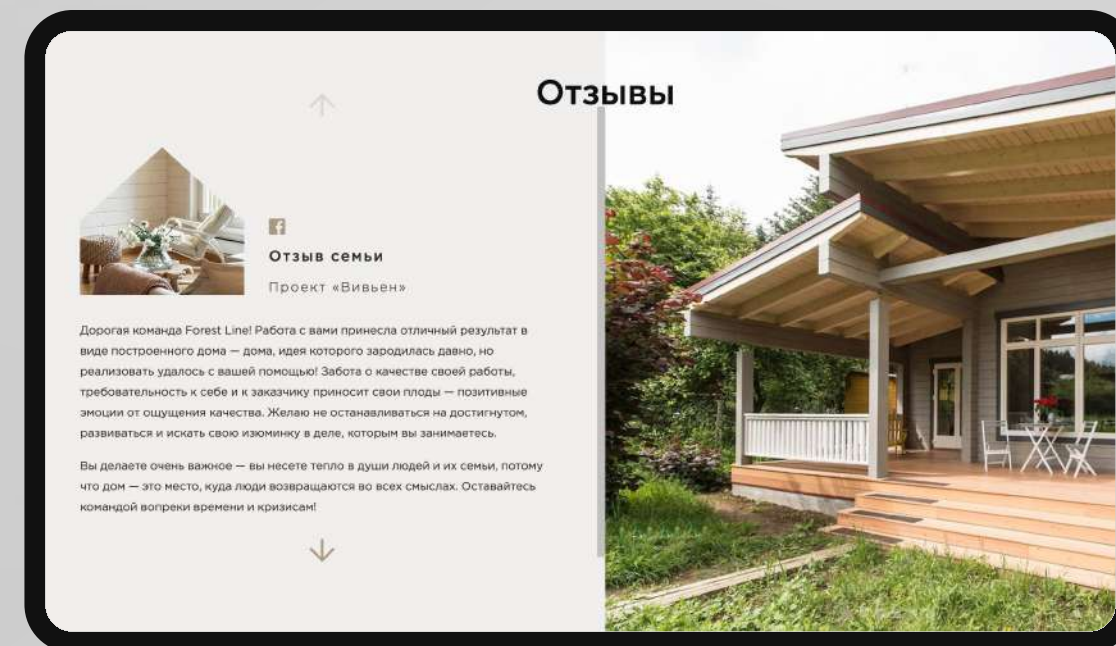 Отзывы
Отзыв семьи
Проект «Вивьен»
Дорогая команда Forest Line! Работа с вами принесла отличный результат в
виде построенного дома — дома, идея которого зародилась давно, но
реализовать удалось с вашей помощью! Забота о качестве своей работы,
требовательность к себе и к заказчику приносит свои плоды — позитивные
эмоции от ощущения качества. Желаю не останавливаться на достигнутом,
развиваться и искать свою изюминку в деле, которым вы занимаетесь.
Вы делаете очень важное — вы несете тепло в души людей и их семьи, потому
что дом — это место, куда люди возвращаются во всех смыслах. Оставайтесь
командой вопреки времени и кризисам!